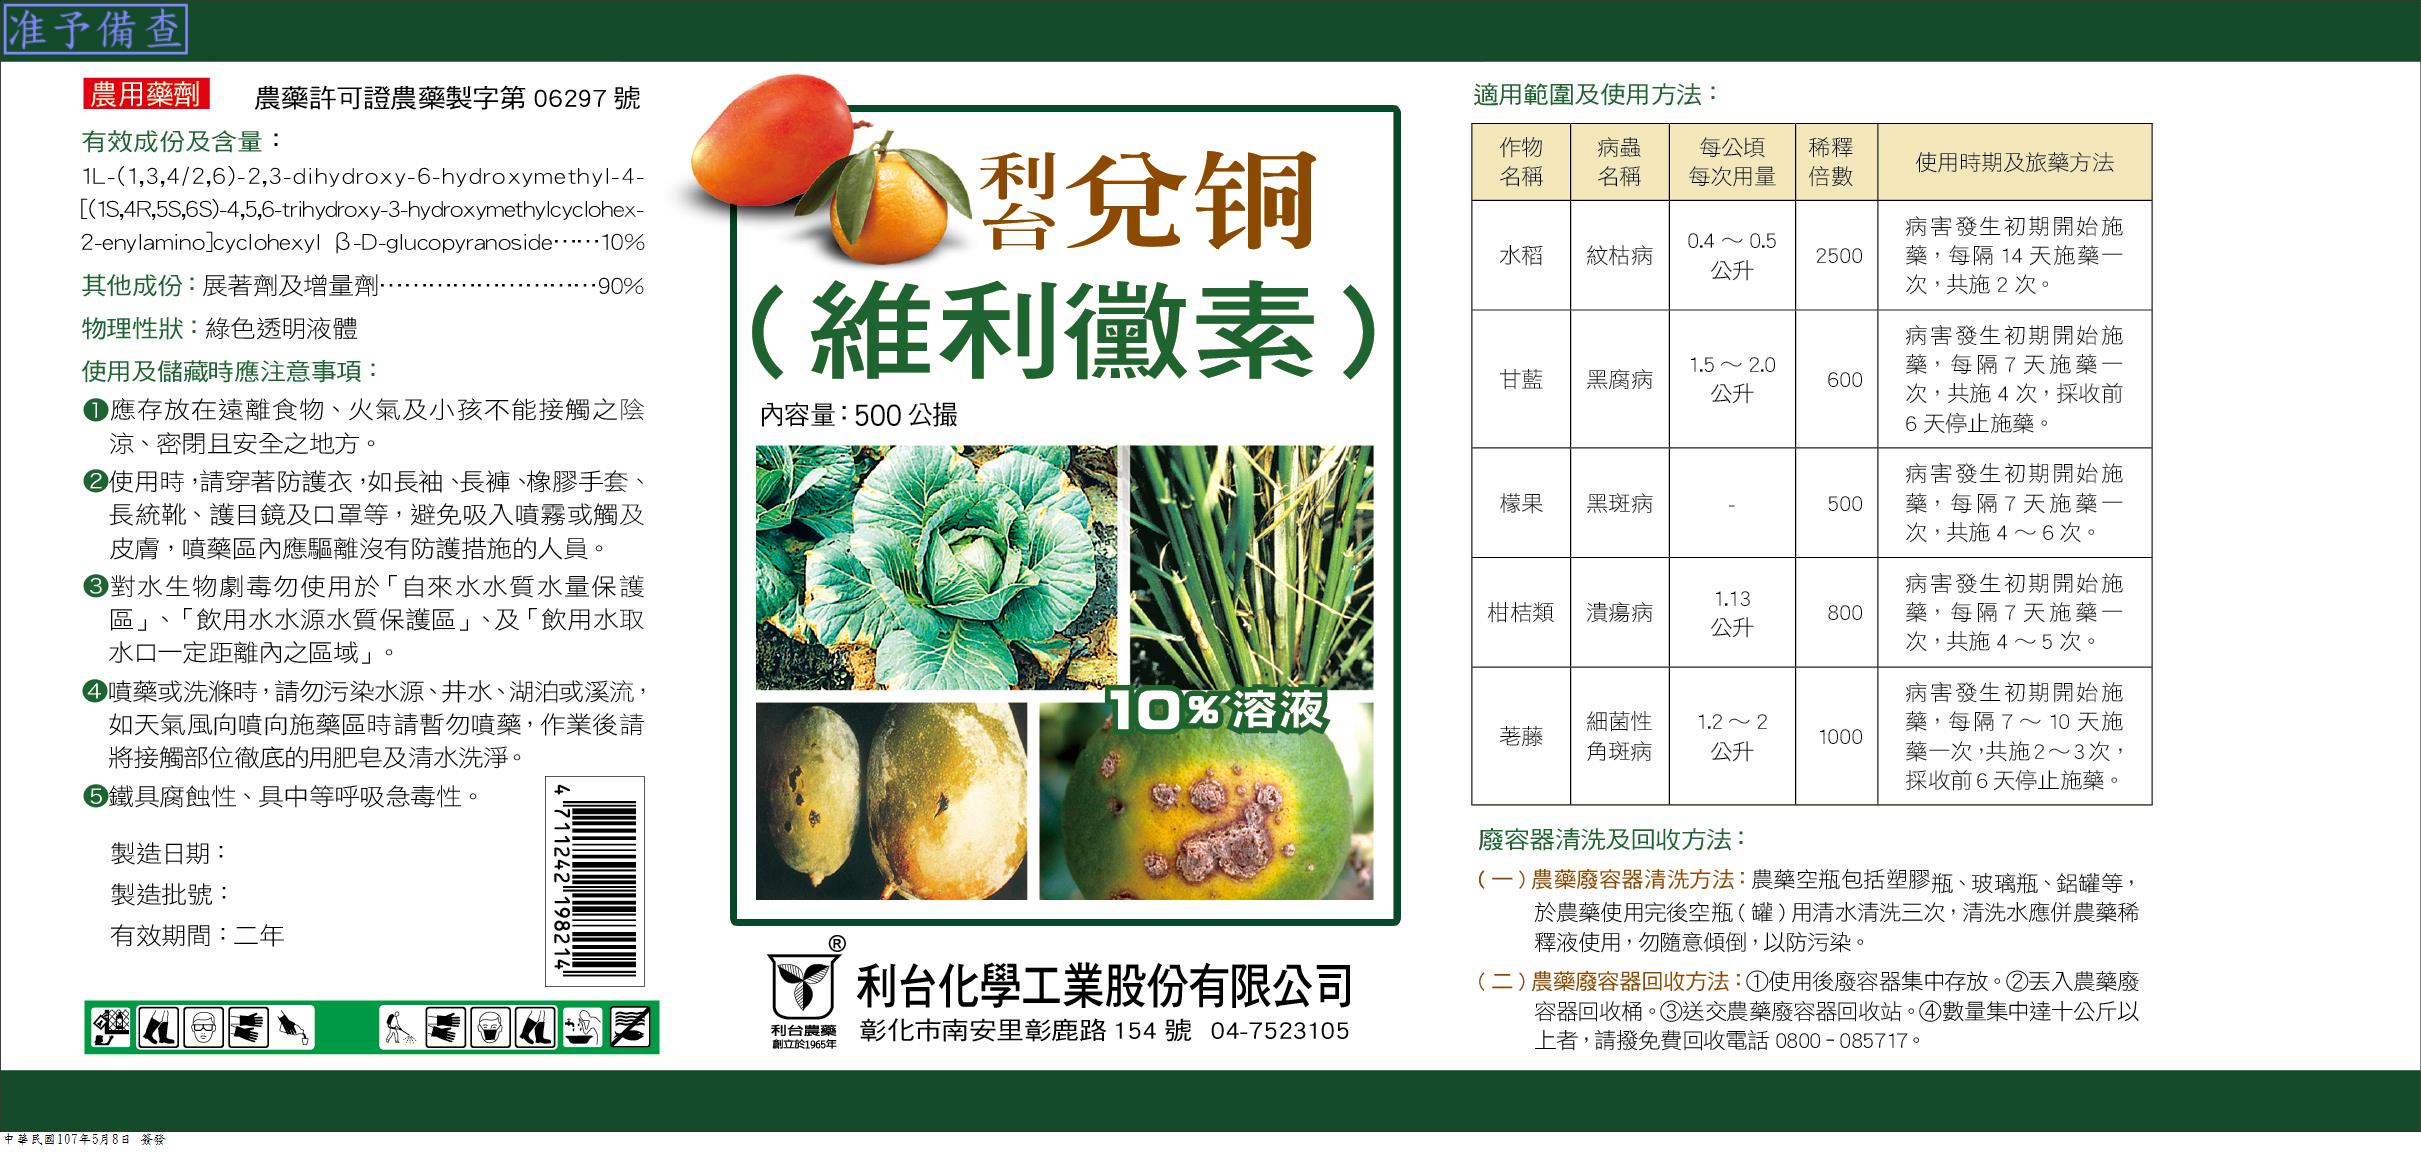 准予備查
農用藥劑
農藥許可證農藥製字第 06297 號
有效成份及含量：
1L-(1,3,4/2,6)-2,3-dihydroxy-6-hydroxymethyl-4-
[(1S,4R,5S,6S)-4,5,6-trihydroxy-3-hydroxymethylcyclohex-
2-enylamino]cyclohexyl β-D-glucopyranoside……10%
其他成份：展著劑及增量劑………………………90%
物理性狀：綠色透明液體
使用及儲藏時應注意事項：
❶應存放在遠離食物、火氣及小孩不能接觸之陰
涼、密閉且安全之地方。
❷使用時，請穿著防護衣，如長袖、長褲、橡膠手套、
長統靴、護目鏡及口罩等，避免吸入噴霧或觸及
皮膚，噴藥區內應驅離沒有防護措施的人員。
❸對水生物劇毒勿使用於「自來水水質水量保護
區」、「飲用水水源水質保護區」、及「飲用水取
水口一定距離內之區域」。
❹噴藥或洗滌時，請勿污染水源、井水、湖泊或溪流，
如天氣風向噴向施藥區時請暫勿噴藥，作業後請
將接觸部位徹底的用肥皂及清水洗淨。
❺鐵具腐蝕性、具中等呼吸急毒性。
製造日期：
製造批號：
有效期間：二年
4 711242 198214
利台
兌铜
（維利黴素）
內容量：500 公撮
10%溶液
®
利台農藥
創立於1965年
利台化學工業股份有限公司
彰化市南安里彰鹿路 154 號 04-7523105
適用範圍及使用方法：
作物名稱 病蟲名稱 每公頃每次用量 稀釋倍數 使用時期及旅藥方法
水稻 紋枯病 0.4～0.5公升 2500 病害發生初期開始施藥，每隔 14 天施藥一次，共施 2 次。
甘藍 黑腐病 1.5～2.0公升 600 病害發生初期開始施藥，每隔 7 天施藥一次，共施 4 次，採收前 6 天停止施藥。
檬果 黑斑病 - 500 病害發生初期開始施藥，每隔 7 天施藥一次，共施 4～6 次。
柑桔類 潰瘍病 1.13公升 800 病害發生初期開始施藥，每隔 7 天施藥一次，共施 4～5 次。
荖藤 細菌性角斑病 1.2～2公升 1000 病害發生初期開始施藥，每隔 7～10 天施藥一次，共施2～3次，採收前 6 天停止施藥。
廢容器清洗及回收方法：
（一）農藥廢容器清洗方法：農藥空瓶包括塑膠瓶、玻璃瓶、鋁罐等，
於農藥使用完後空瓶（罐）用清水清洗三次，清洗水應併農藥稀
釋液使用，勿隨意傾倒，以防污染。
（二）農藥廢容器回收方法：①使用後廢容器集中存放。②丟入農藥廢
容器回收桶。③送交農藥廢容器回收站。④數量集中達十公斤以
上者，請撥免費回收電話 0800-085717。
中華民國107年5月8日 簽發